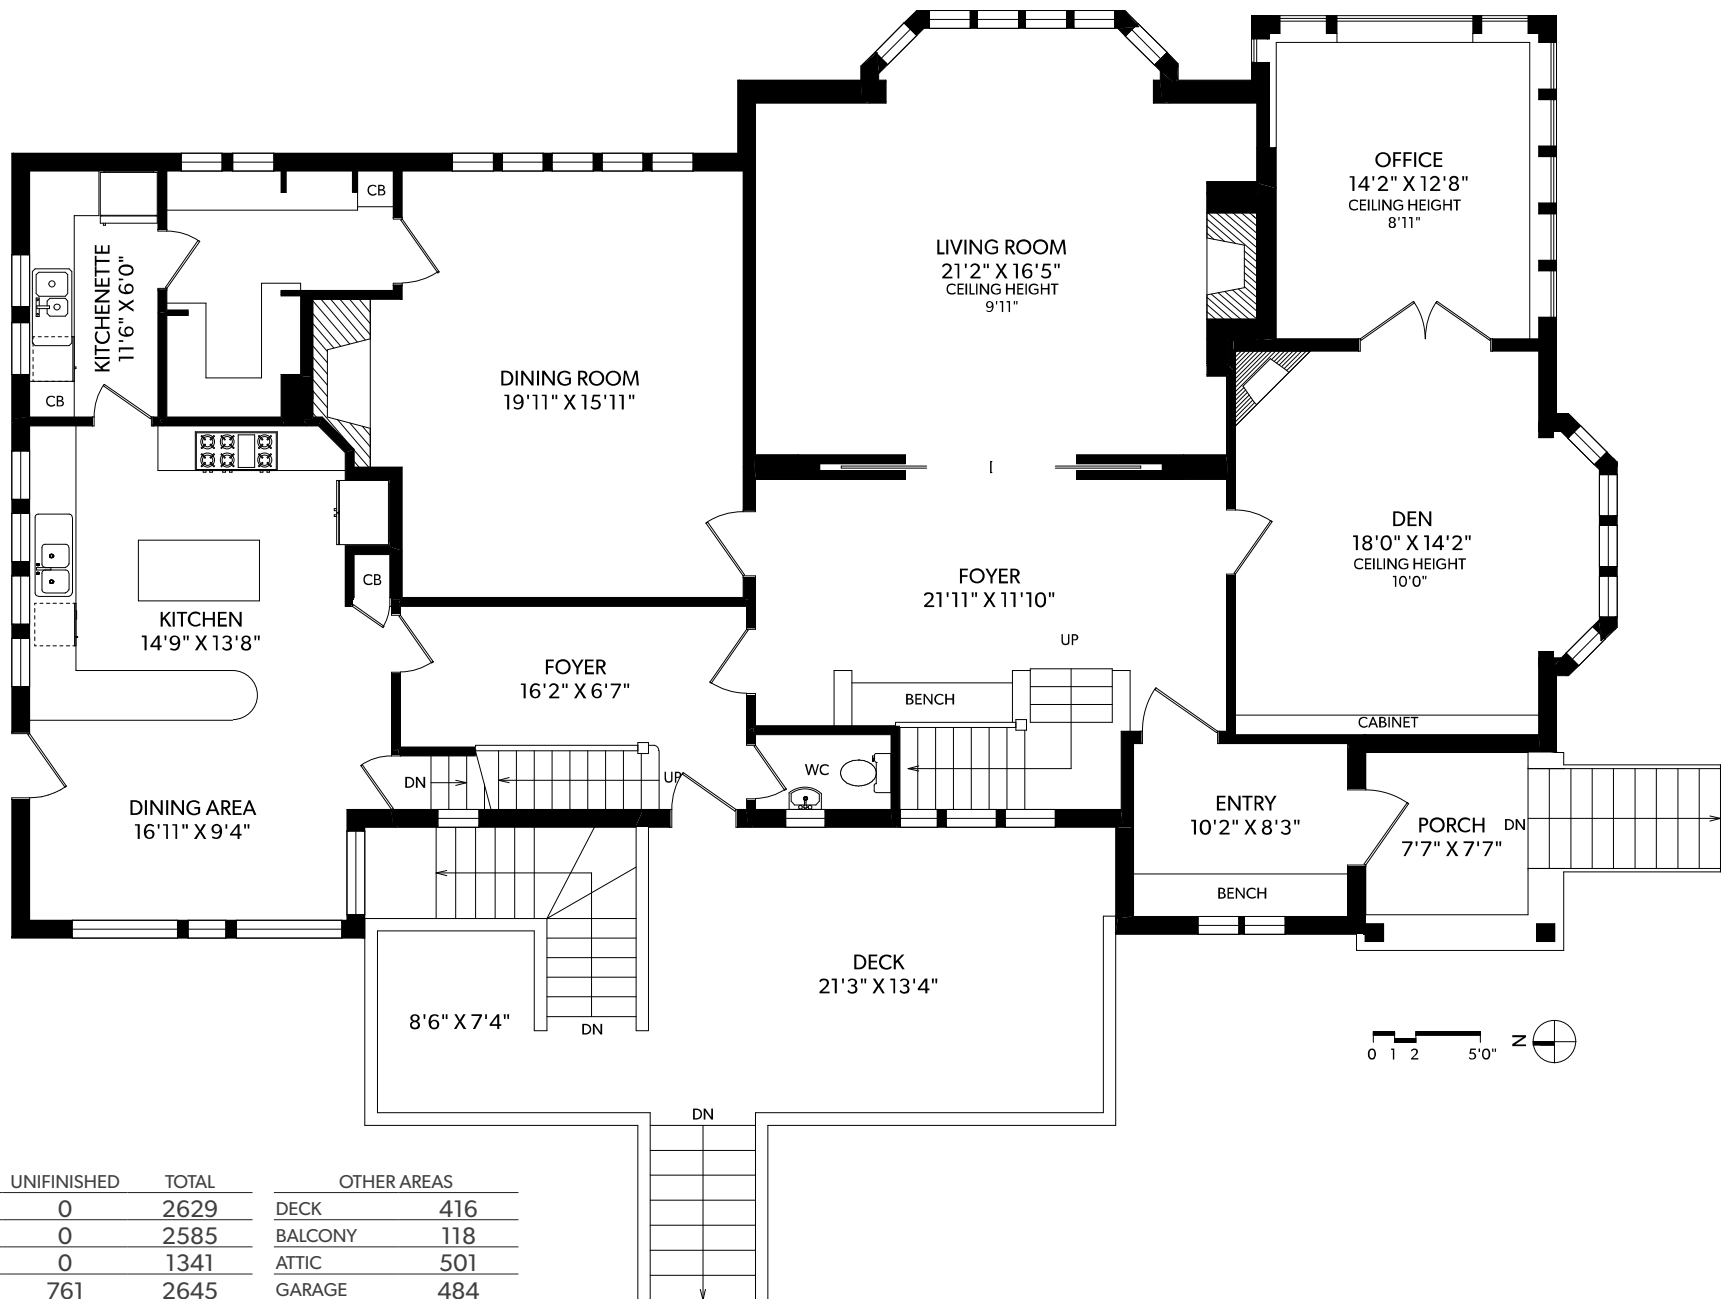 OFFICE
14'2" X 12'8"
CEILING HEIGHT
8'11"
CB
KITCHENETTE
11'6" X 6'0"
CB
LIVING ROOM
21'2" X 16'5"
CEILING HEIGHT
9'11"
DINING ROOM
19'11" X 15'11"
DEN
18'0" X 14'2"
CEILING HEIGHT
10'0"
CB
FOYER
21'11" X 11'10"
KITCHEN
14'9" X 13'8"
UP
FOYER
16'2" X 6'7"
BENCH
CABINET
DN
UP
WC
DINING AREA
16'11" X 9'4"
ENTRY
10'2" X 8'3"
PORCH
7'7" X 7'7"
DN
BENCH
DECK
21'3" X 13'4"
8'6" X 7'4"
DN
0 1 2 5'0"
N
DN
UNIFINISHED TOTAL OTHER AREAS
0 2629 DECK 416
0 2585 BALCONY 118
0 1341 ATTIC 501
761 2645 GARAGE 484